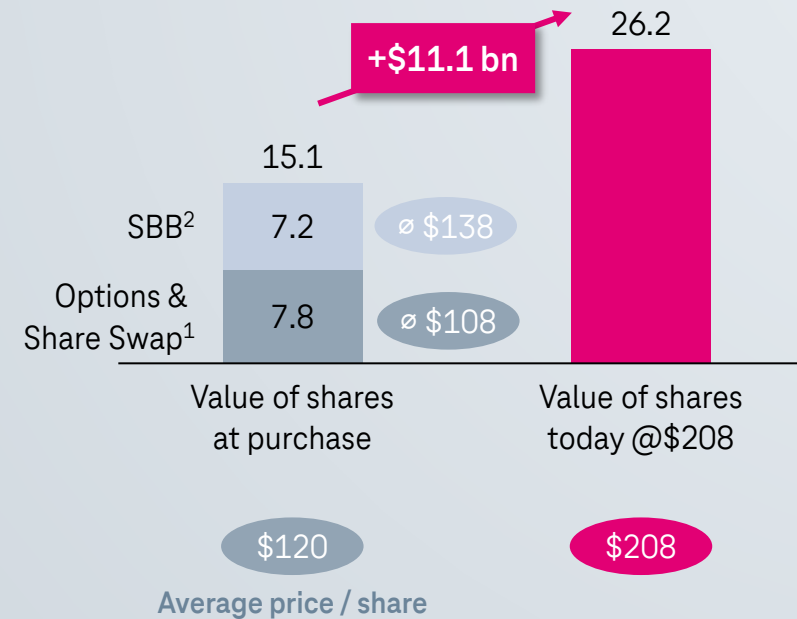 26.2
+$11.1 bn
15.1
SBB²
7.2
⌀ $138
Options &
Share Swap¹
7.8
⌀ $108
Value of shares
at purchase
Value of shares
today @$208
$120
$208
Average price / share